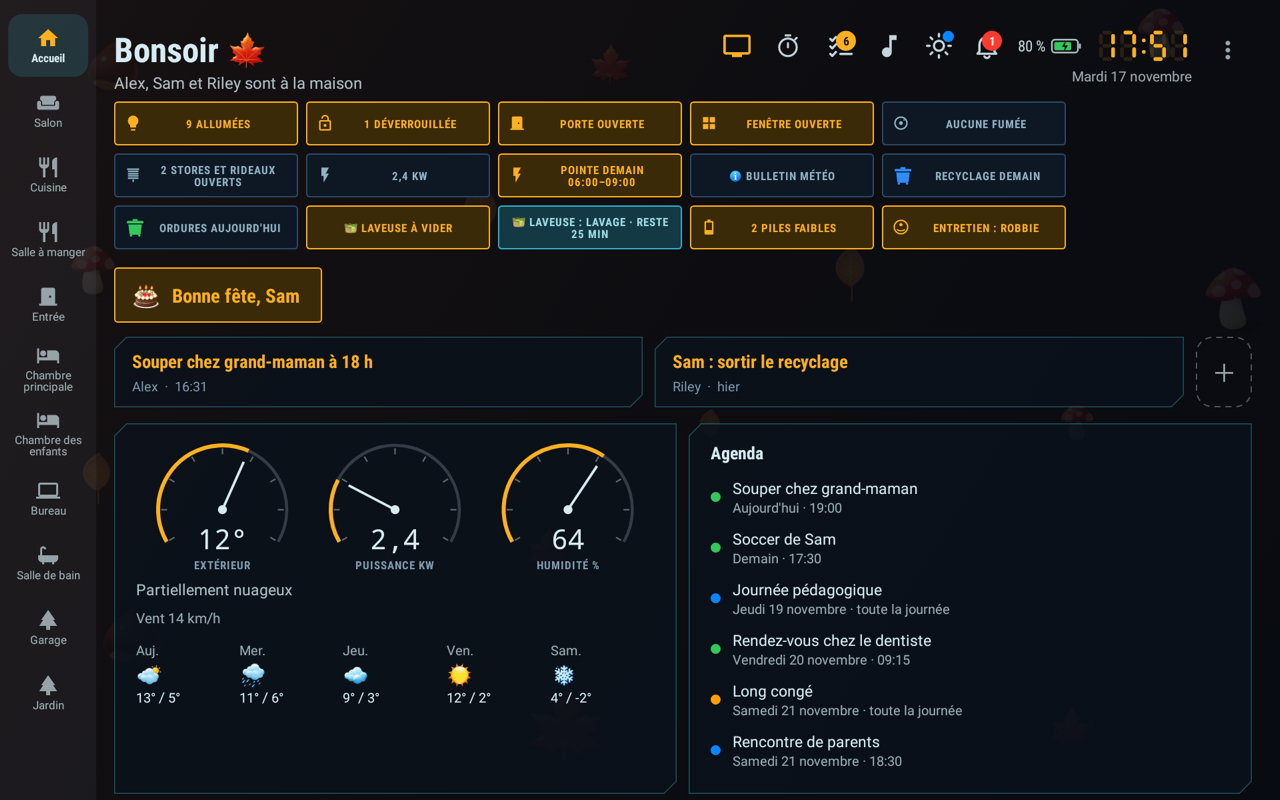 Accueil
Salon
Cuisine
Salle à manger
Entrée
Chambre
principale
Chambre des
enfants
Bureau
Salle de bain
Garage
Jardin
Bonsoir
Alex, Sam et Riley sont à la maison
6
1
80 %
17:51
Mardi 17 novembre
9 ALLUMÉES
1 DÉVERROUILLÉE
PORTE OUVERTE
FENÊTRE OUVERTE
AUCUNE FUMÉE
2 STORES ET RIDEAUX
OUVERTS
2,4 KW
POINTE DEMAIN
06:00–09:00
BULLETIN MÉTÉO
RECYCLAGE DEMAIN
ORDURES AUJOURD'HUI
LAVEUSE À VIDER
LAVEUSE : LAVAGE · RESTE
25 MIN
2 PILES FAIBLES
ENTRETIEN : ROBBIE
Bonne fête, Sam
Souper chez grand-maman à 18 h
Alex · 16:31
Sam : sortir le recyclage
Riley · hier
12°
EXTÉRIEUR
2,4
PUISSANCE KW
64
HUMIDITÉ %
Partiellement nuageux
Vent 14 km/h
Auj. Mer. Jeu. Ven. Sam.
13° / 5° 11° / 6° 9° / 3° 12° / 2° 4° / -2°
Agenda
Souper chez grand-maman
Aujourd'hui · 19:00
Soccer de Sam
Demain · 17:30
Journée pédagogique
Jeudi 19 novembre · toute la journée
Rendez-vous chez le dentiste
Vendredi 20 novembre · 09:15
Long congé
Samedi 21 novembre · toute la journée
Rencontre de parents
Samedi 21 novembre · 18:30